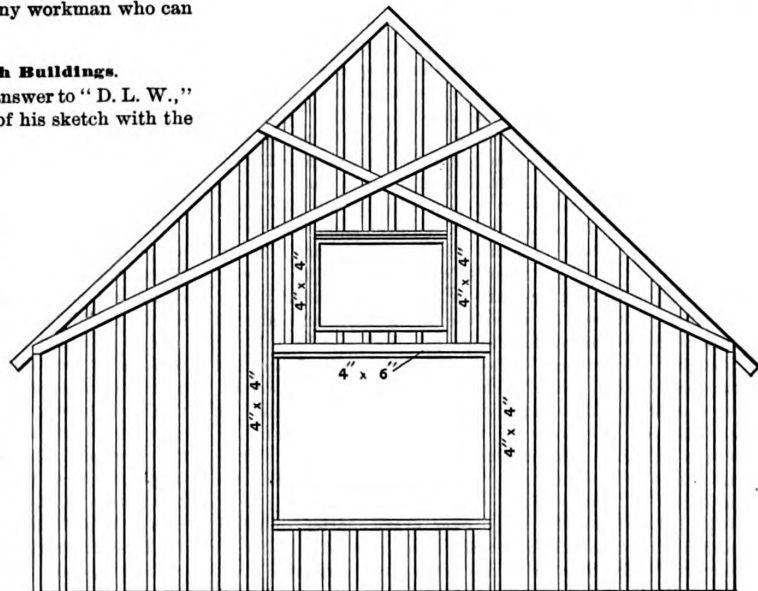 ny workman who can
h Buildings.
nswer to “ D. L. W.,”
of his sketch with the
4" x 4"
4" x 4"
4" x 6"
4" x 4"
4" x 4"